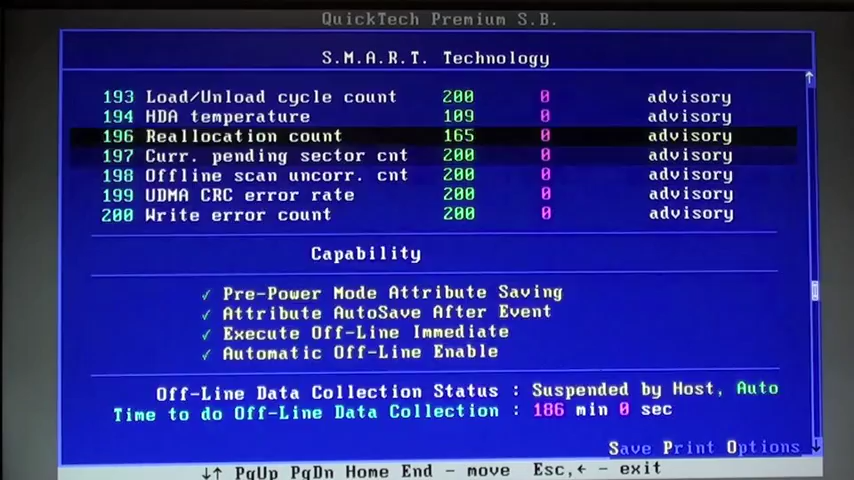 QuickTech Premium S.B.
S.M.A.R.T. Technology
193 Load/Unload cycle count 200 0 advisory
194 HDA temperature 109 0 advisory
196 Reallocation count 165 0 advisory
197 Curr. pending sector cnt 200 0 advisory
198 Offline scan uncorr. cnt 200 0 advisory
199 UDMA CRC error rate 200 0 advisory
200 Write error count 200 0 advisory
Capability
✓ Pre-Power Mode Attribute Saving
✓ Attribute AutoSave After Event
✓ Execute Off-Line Immediate
✓ Automatic Off-Line Enable
Off-Line Data Collection Status : Suspended by Host, Auto
Time to do Off-Line Data Collection : 186 min 0 sec
Save Print Options
↓↑ PgUp PgDn Home End - move Esc,← - exit